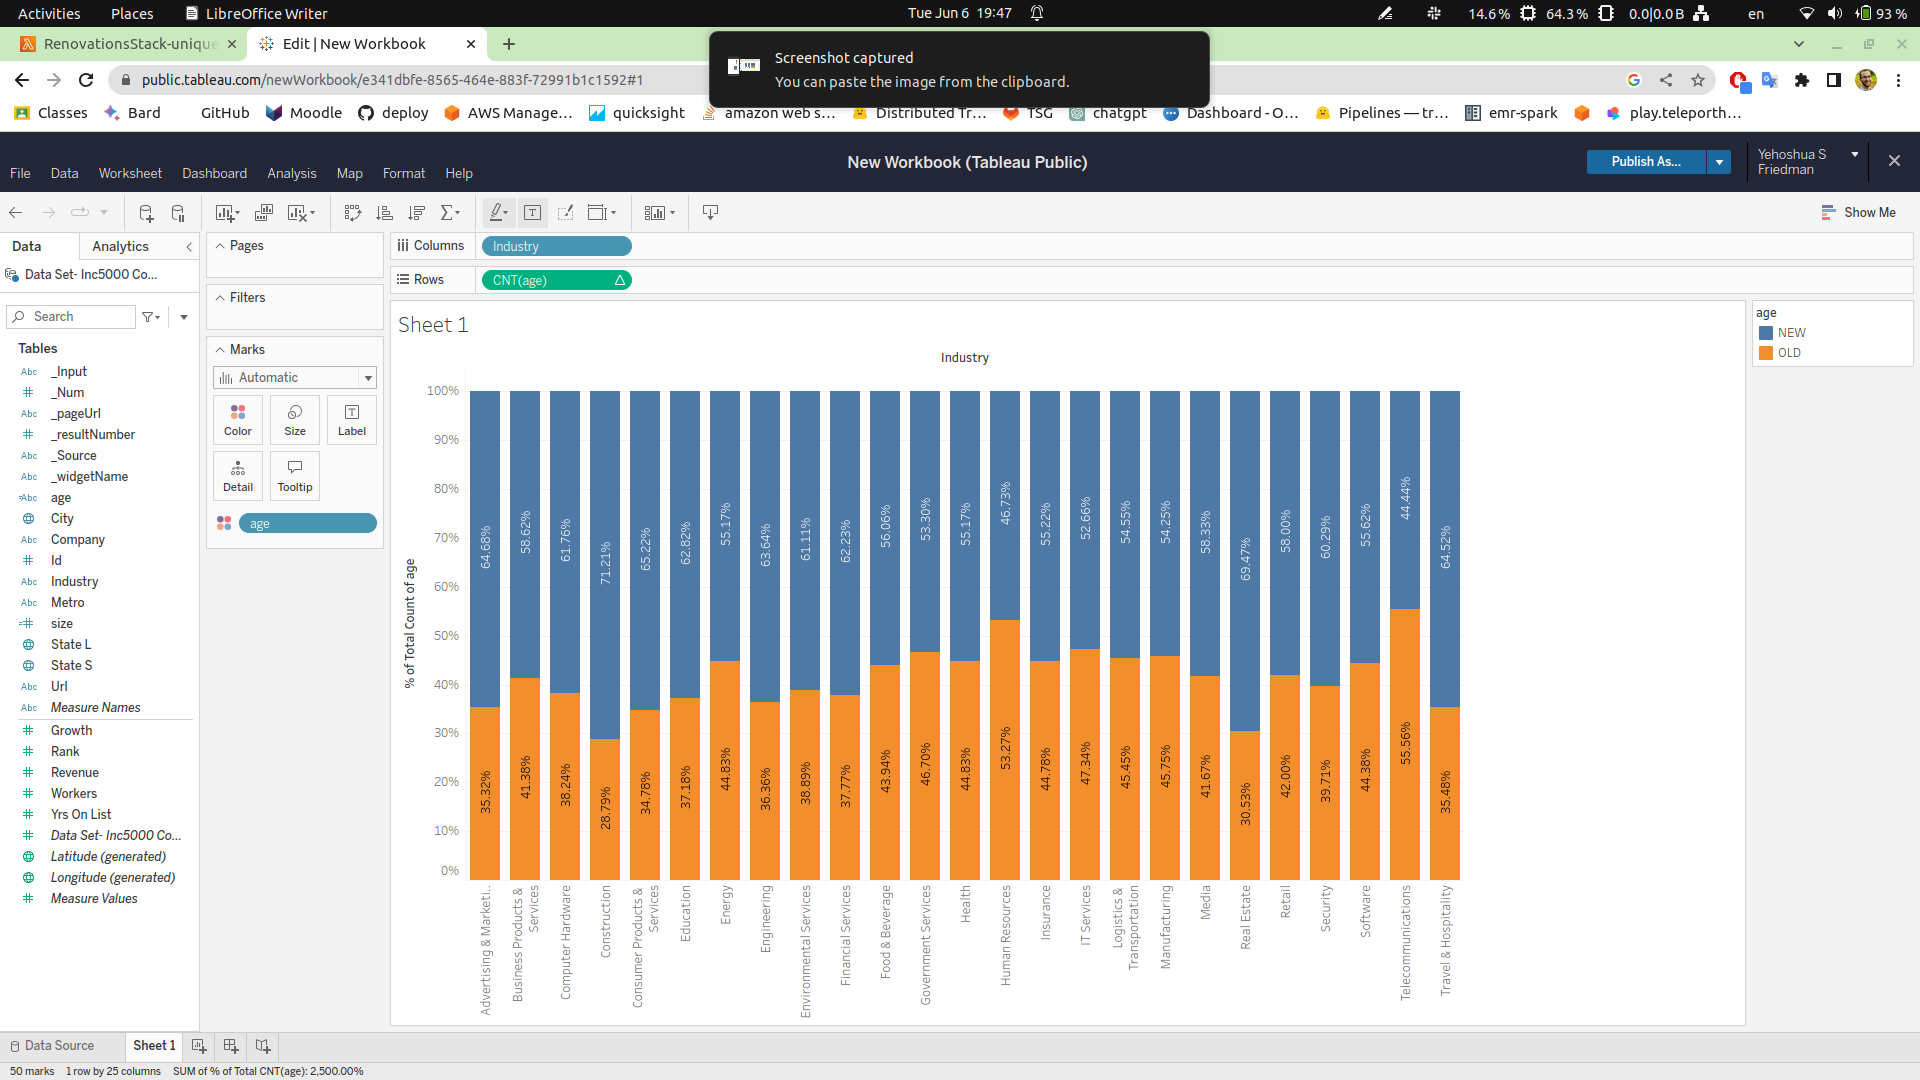 Activities Places LibreOffice Writer Tue Jun 6 19:47 14.6% 64.3% 0.0|0.0 B en 93 %
RenovationsStack-unique Edit | New Workbook
Screenshot captured
You can paste the image from the clipboard.
public.tableau.com/newWorkbook/e341dbfe-8565-464e-883f-72991b1c1592#1
Classes Bard GitHub Moodle deploy AWS Manage… quicksight amazon web s… Distributed Tr… TSG chatgpt Dashboard - O… Pipelines — tr… emr-spark play.teleporth…
New Workbook (Tableau Public)
Publish As...
Yehoshua S
Friedman
File Data Worksheet Dashboard Analysis Map Format Help
Show Me
Data Analytics
Data Set- Inc5000 Co...
Search
Tables
Abc _Input
_Num
Abc _pageUrl
_resultNumber
Abc _Source
Abc _widgetName
=Abc age
City
Abc Company
Id
Abc Industry
Abc Metro
size
State L
State S
Abc Url
Abc Measure Names
Growth
Rank
Revenue
Workers
Yrs On List
Data Set- Inc5000 Co...
Latitude (generated)
Longitude (generated)
Measure Values
Pages
Filters
Marks
Automatic
Color Size Label
Detail Tooltip
age
Columns Industry
Rows CNT(age)
Sheet 1
Industry
% of Total Count of age
100%
90%
80%
70%
60%
50%
40%
30%
20%
10%
0%
64.68% 58.62% 61.76% 71.21% 65.22% 62.82% 55.17% 63.64% 61.11% 62.23% 56.06% 53.30% 55.17% 46.73% 55.22% 52.66% 54.55% 54.25% 58.33% 69.47% 58.00% 60.29% 55.62% 44.44% 64.52%
35.32% 41.38% 38.24% 28.79% 34.78% 37.18% 44.83% 36.36% 38.89% 37.77% 43.94% 46.70% 44.83% 53.27% 44.78% 47.34% 45.45% 45.75% 41.67% 30.53% 42.00% 39.71% 44.38% 55.56% 35.48%
Advertising & Marketi..
Business Products &
Services
Computer Hardware
Construction
Consumer Products &
Services
Education
Energy
Engineering
Environmental Services
Financial Services
Food & Beverage
Government Services
Health
Human Resources
Insurance
IT Services
Logistics &
Transportation
Manufacturing
Media
Real Estate
Retail
Security
Software
Telecommunications
Travel & Hospitality
age
NEW
OLD
Data Source Sheet 1
50 marks 1 row by 25 columns SUM of % of Total CNT(age): 2,500.00%